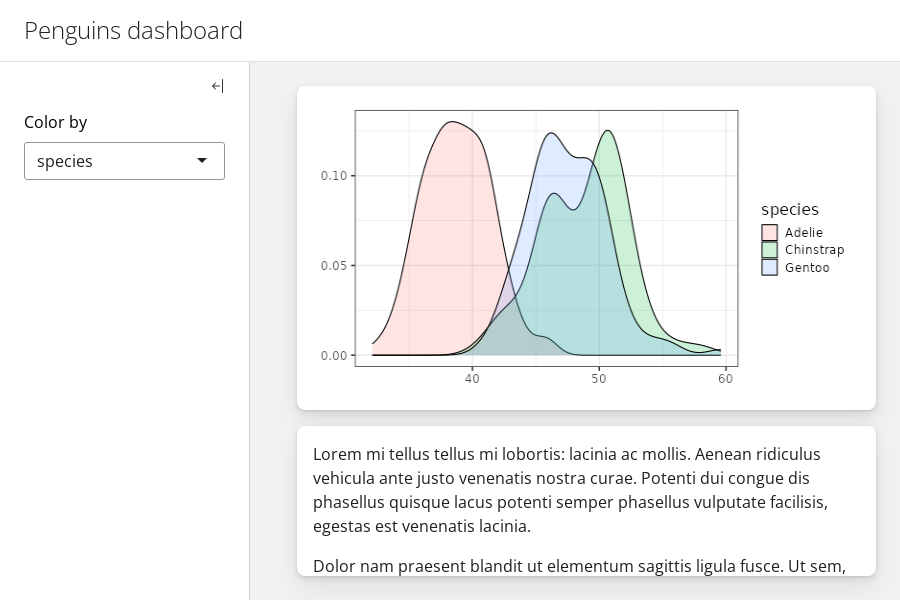 Penguins dashboard
Color by
species
0.10
0.05
0.00
40 50 60
species
Adelie
Chinstrap
Gentoo
Lorem mi tellus tellus mi lobortis: lacinia ac mollis. Aenean ridiculus
vehicula ante justo venenatis nostra curae. Potenti dui congue dis
phasellus quisque lacus potenti semper phasellus vulputate facilisis,
egestas est venenatis lacinia.
Dolor nam praesent blandit ut elementum sagittis ligula fusce. Ut sem,